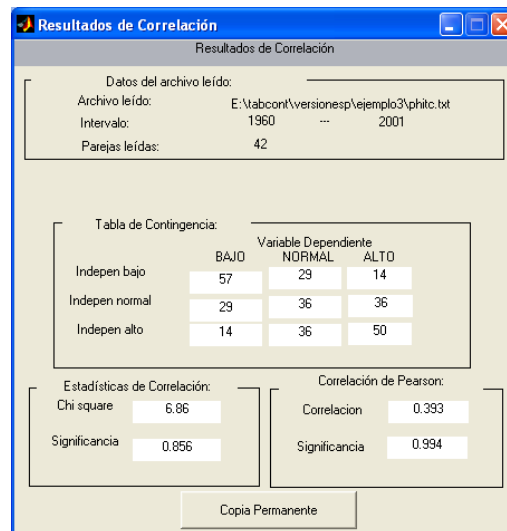 Resultados de Correlación
Resultados de Correlación
Datos del archivo leído:
Archivo leído: E:\tabcont\versionesp\ejemplo3\phitc.txt
Intervalo: 1960 --- 2001
Parejas leídas: 42
Tabla de Contingencia:
Variable Dependiente
BAJO NORMAL ALTO
Indepen bajo 57 29 14
Indepen normal 29 36 36
Indepen alto 14 36 50
Estadísticas de Correlación:
Chi square 6.86
Significancia 0.856
Correlación de Pearson:
Correlacion 0.393
Significancia 0.994
Copia Permanente